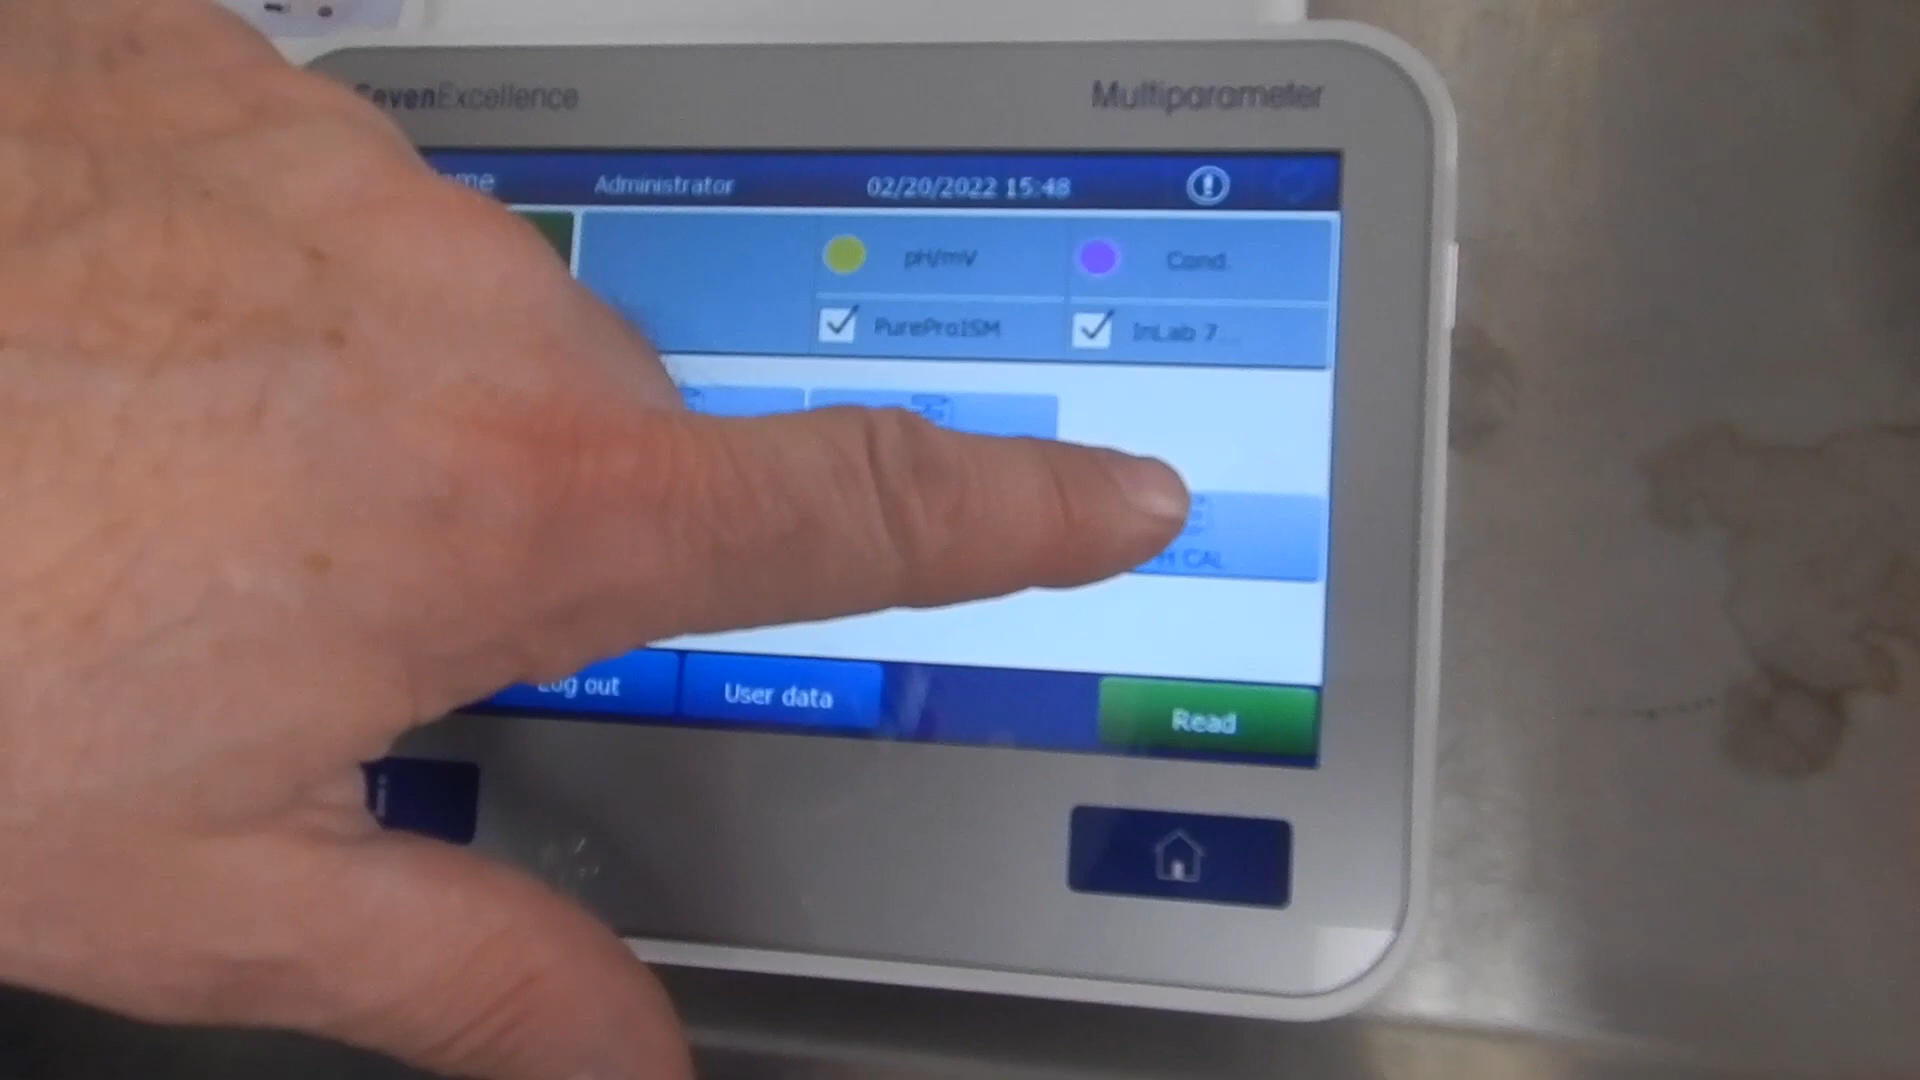 SevenExcellence
Multiparameter
Administrator
02/20/2022 15:48
pH/mV
Cond.
PureProISM
InLab 7...
CAL
Log out
User data
Read